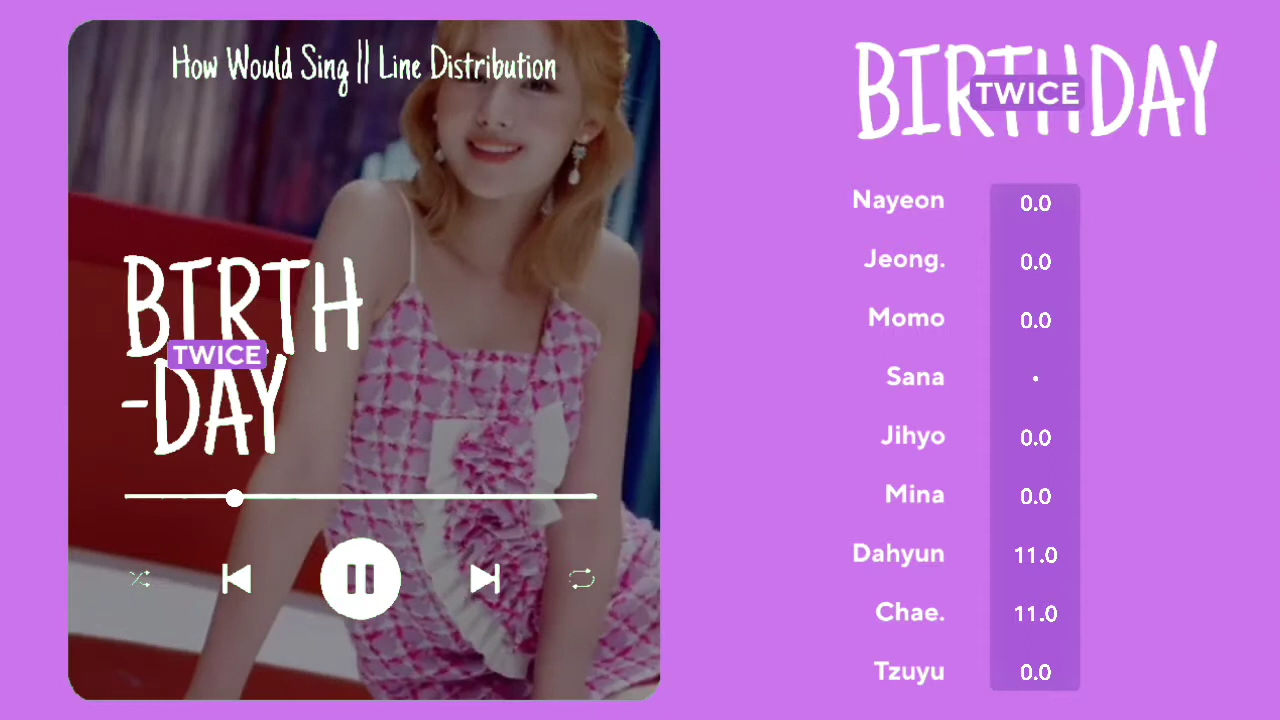 How Would Sing || Line Distribution
BIRTH
TWICE
-DAY
BIRTHDAY
TWICE
Nayeon 0.0
Jeong. 0.0
Momo 0.0
Sana .
Jihyo 0.0
Mina 0.0
Dahyun 11.0
Chae. 11.0
Tzuyu 0.0